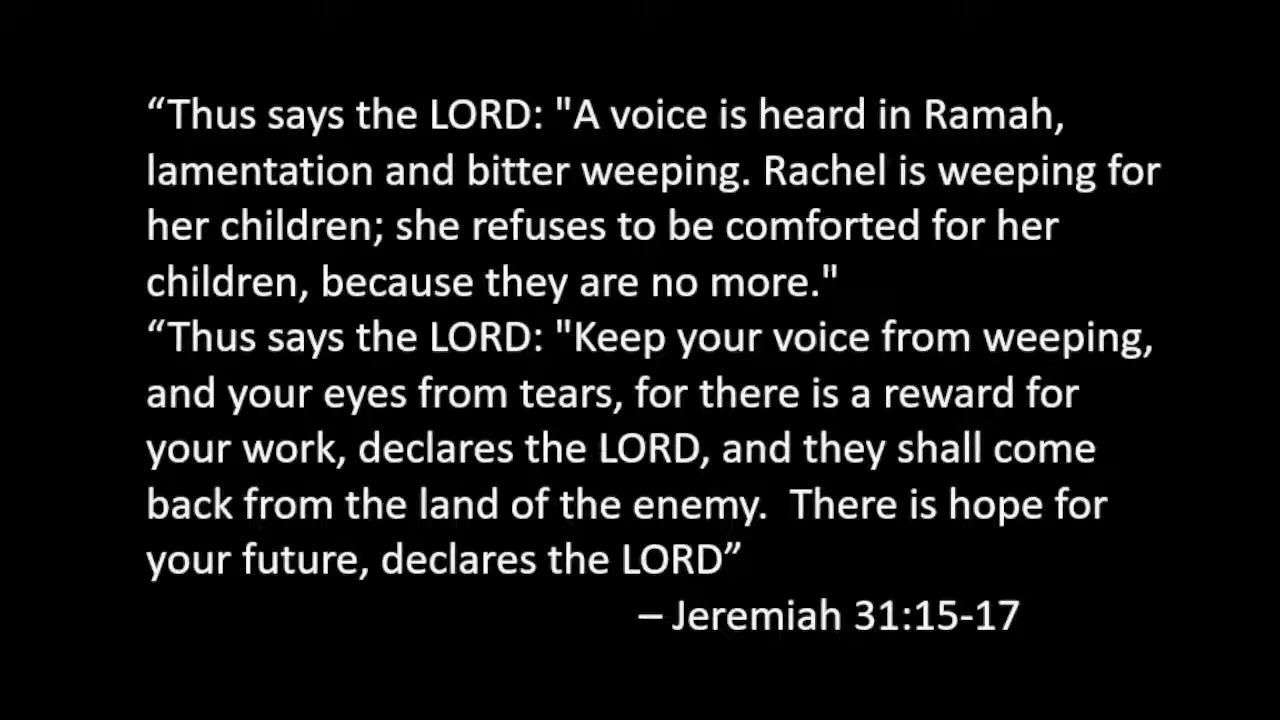 “Thus says the LORD: "A voice is heard in Ramah,
lamentation and bitter weeping. Rachel is weeping for
her children; she refuses to be comforted for her
children, because they are no more."
“Thus says the LORD: "Keep your voice from weeping,
and your eyes from tears, for there is a reward for
your work, declares the LORD, and they shall come
back from the land of the enemy.  There is hope for
your future, declares the LORD”
– Jeremiah 31:15-17